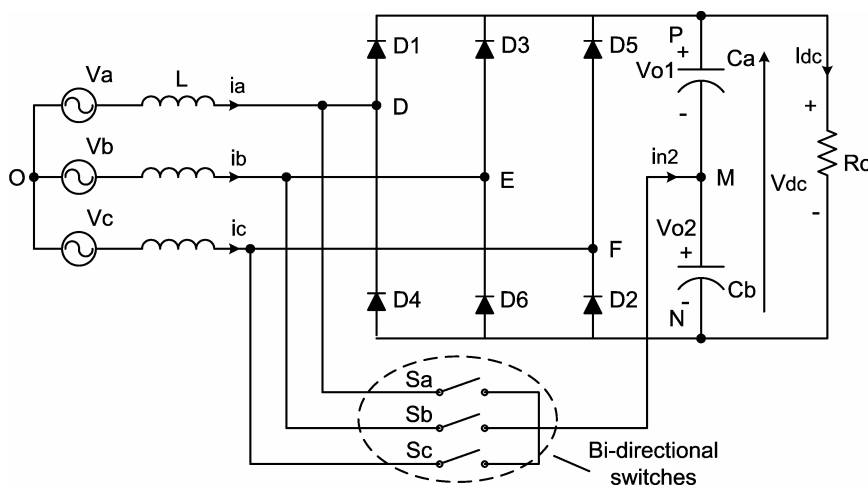 D1
D3
D5
P
+
Ca
Idc
Va
L
ia
Vo1
-
D
+
Vb
ib
in2
Ro
O
E
M
Vdc
Vc
ic
Vo2
-
F
+
D4
D6
D2
-
Cb
N
Sa
Sb
Sc
Bi-directional
switches